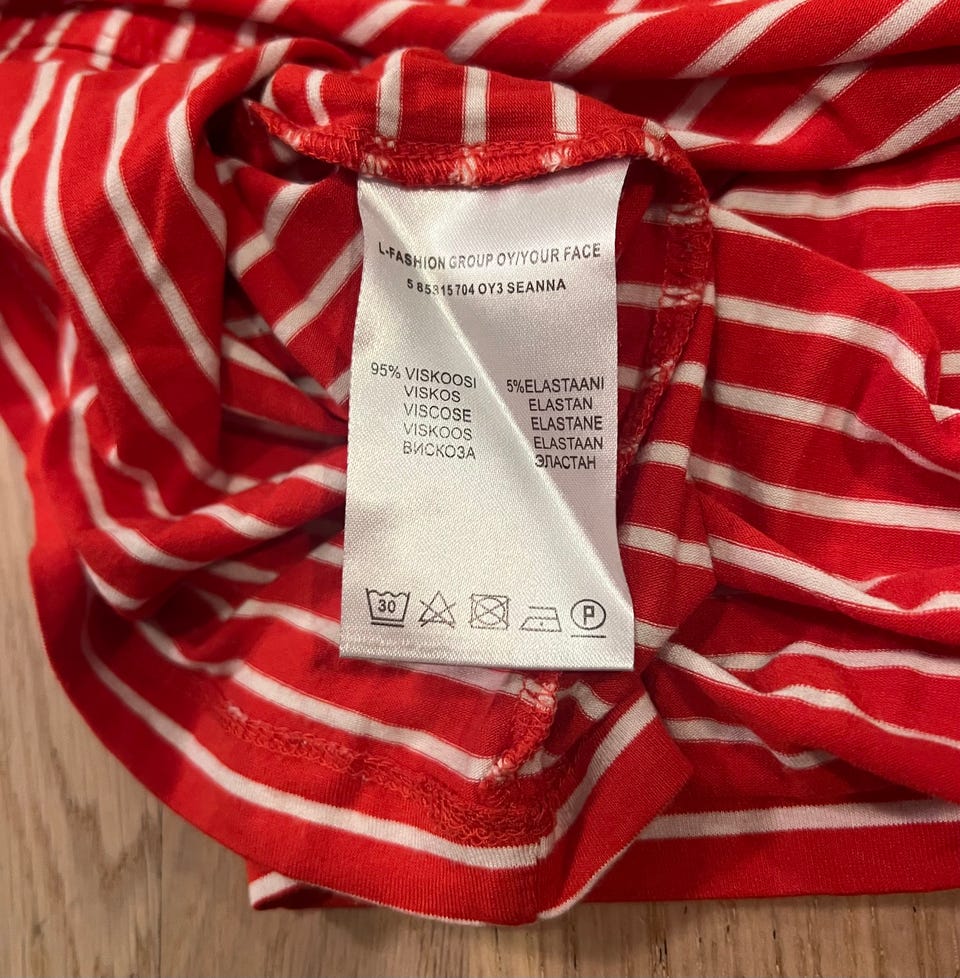 L-FASHION GROUP OY/YOUR FACE
5 85315704 OY3 SEANNA
95% VISKOOSI
VISKOS
VISCOSE
VISKOOS
ВИСКОЗА
5%ELASTAANI
ELASTAN
ELASTANE
ELASTAAN
ЭЛАСТАН
30
P